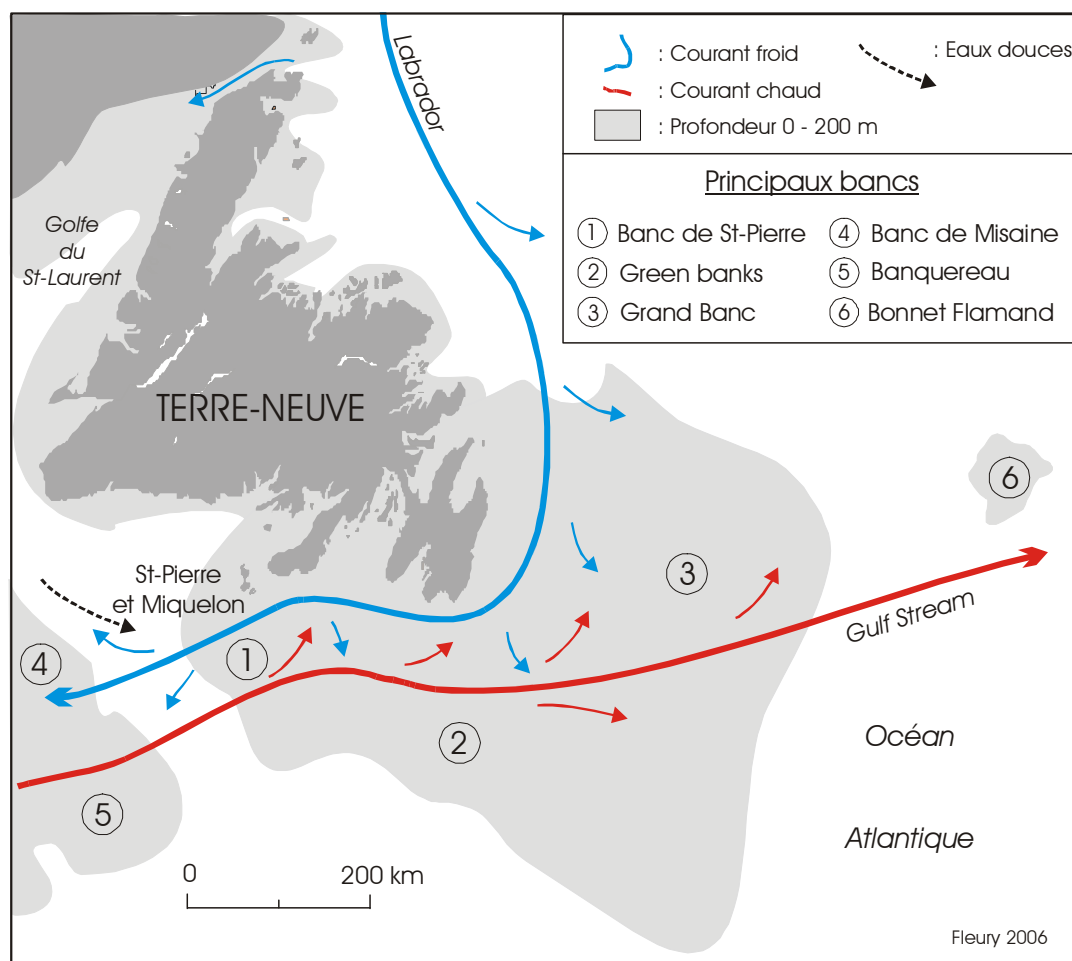 Labrador
: Courant froid
: Eaux douces
: Courant chaud
: Profondeur 0 - 200 m
Principaux bancs
1 Banc de St-Pierre
4 Banc de Misaine
2 Green banks
5 Banquereau
3 Grand Banc
6 Bonnet Flamand
Golfe
du
St-Laurent
TERRE-NEUVE
6
St-Pierre
et Miquelon
3
Gulf Stream
4
1
2
Océan
5
Atlantique
0 200 km
Fleury 2006